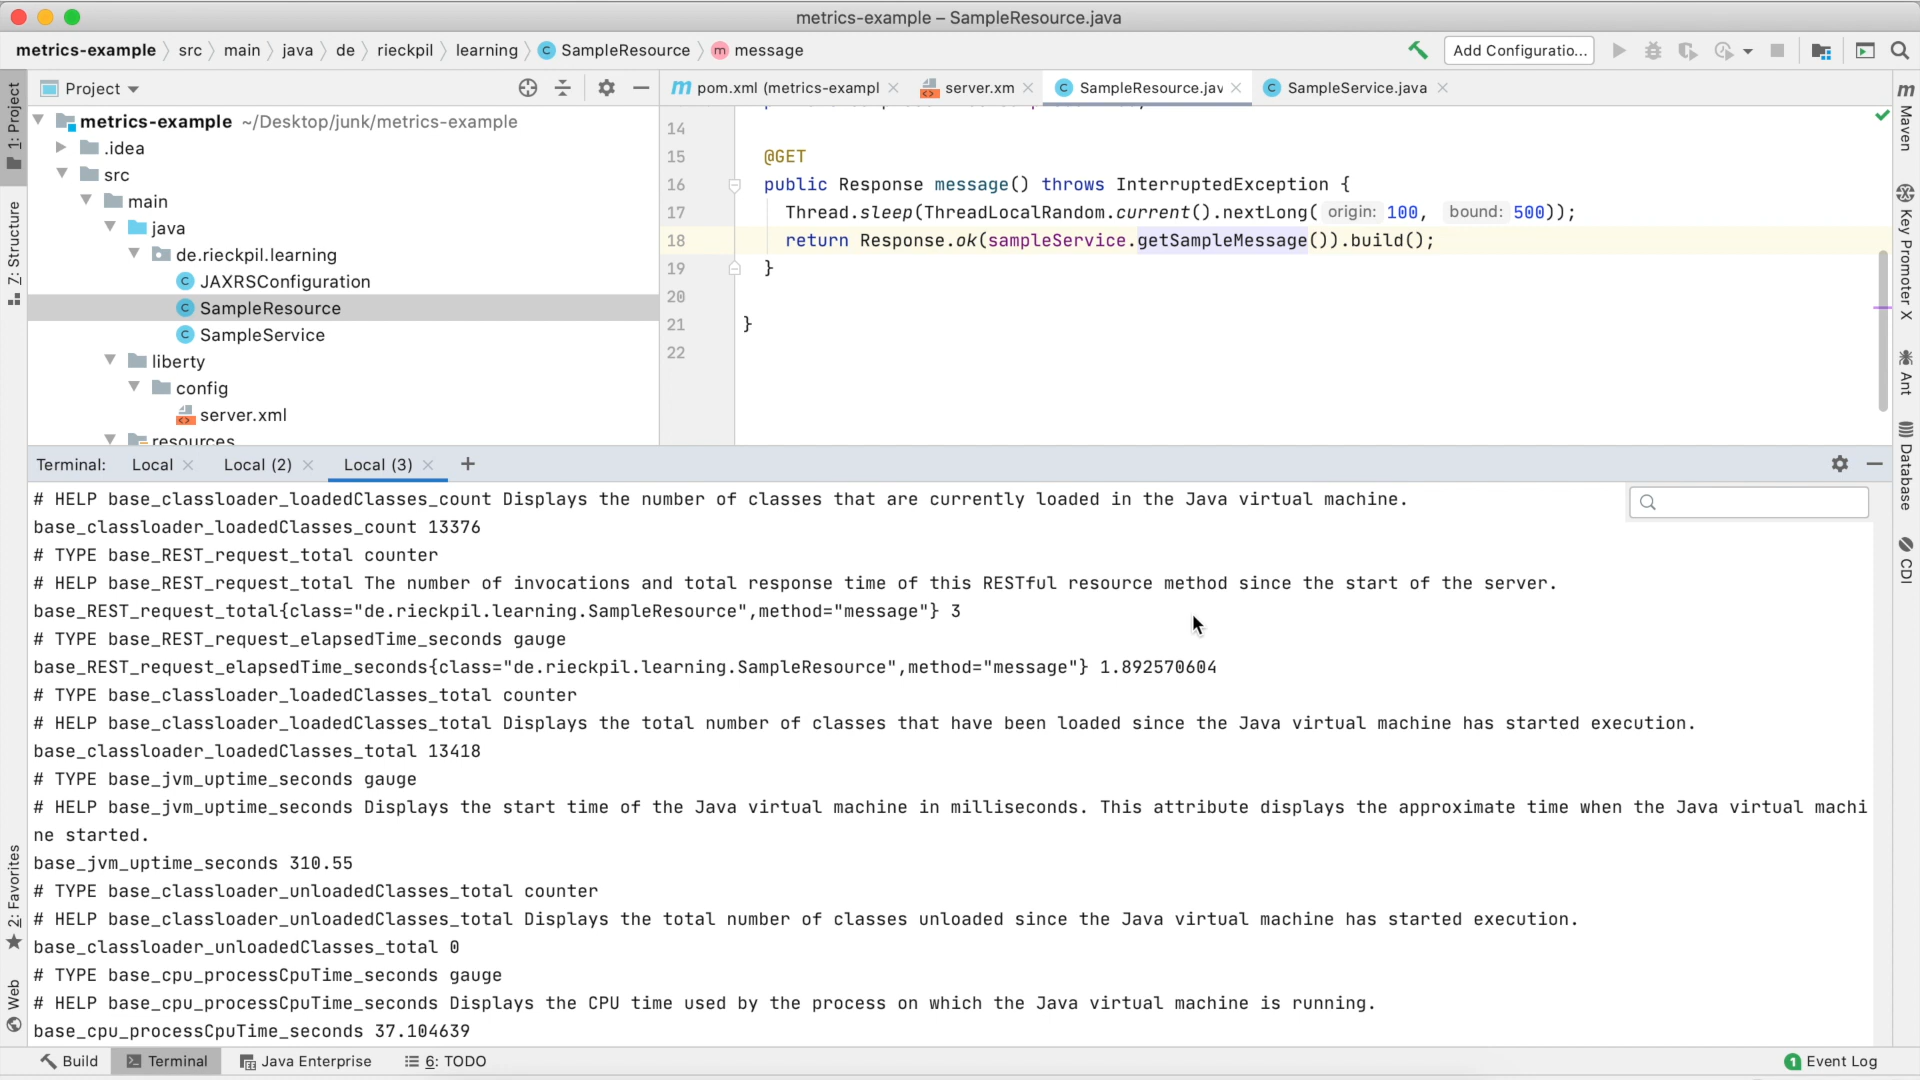 metrics-example – SampleResource.java
metrics-example src main java de rieckpil learning SampleResource message
Add Configuratio...
Project
pom.xml (metrics-exampl
server.xm
SampleResource.jav
SampleService.java
1: Project
7: Structure
2: Favorites
Web
metrics-example ~/Desktop/junk/metrics-example
.idea
src
main
java
de.rieckpil.learning
JAXRSConfiguration
SampleResource
SampleService
liberty
config
server.xml
resources
14
15 @GET
16 public Response message() throws InterruptedException {
17 Thread.sleep(ThreadLocalRandom.current().nextLong( origin: 100, bound: 500));
18 return Response.ok(sampleService.getSampleMessage()).build();
19 }
20
21 }
22
Maven
Key Promoter X
Ant
Database
CDI
Terminal: Local Local (2) Local (3)
# HELP base_classloader_loadedClasses_count Displays the number of classes that are currently loaded in the Java virtual machine.
base_classloader_loadedClasses_count 13376
# TYPE base_REST_request_total counter
# HELP base_REST_request_total The number of invocations and total response time of this RESTful resource method since the start of the server.
base_REST_request_total{class="de.rieckpil.learning.SampleResource",method="message"} 3
# TYPE base_REST_request_elapsedTime_seconds gauge
base_REST_request_elapsedTime_seconds{class="de.rieckpil.learning.SampleResource",method="message"} 1.892570604
# TYPE base_classloader_loadedClasses_total counter
# HELP base_classloader_loadedClasses_total Displays the total number of classes that have been loaded since the Java virtual machine has started execution.
base_classloader_loadedClasses_total 13418
# TYPE base_jvm_uptime_seconds gauge
# HELP base_jvm_uptime_seconds Displays the start time of the Java virtual machine in milliseconds. This attribute displays the approximate time when the Java virtual machi
ne started.
base_jvm_uptime_seconds 310.55
# TYPE base_classloader_unloadedClasses_total counter
# HELP base_classloader_unloadedClasses_total Displays the total number of classes unloaded since the Java virtual machine has started execution.
base_classloader_unloadedClasses_total 0
# TYPE base_cpu_processCpuTime_seconds gauge
# HELP base_cpu_processCpuTime_seconds Displays the CPU time used by the process on which the Java virtual machine is running.
base_cpu_processCpuTime_seconds 37.104639
Build Terminal Java Enterprise 6: TODO 1 Event Log